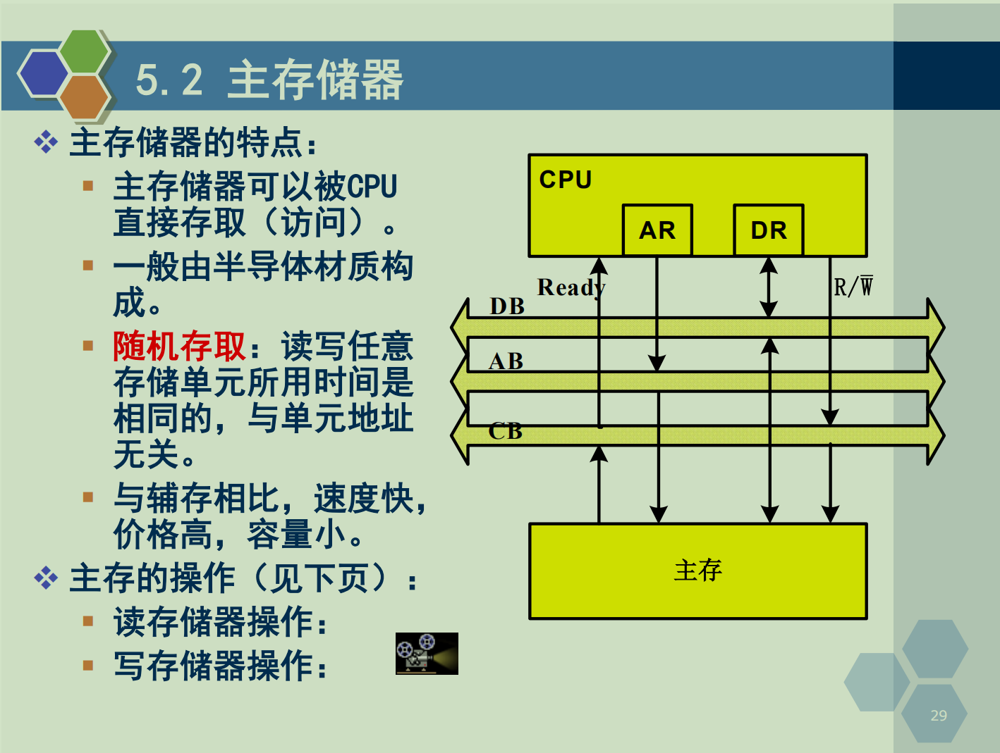 5.2 主存储器
主存储器的特点：
主存储器可以被CPU
直接存取（访问）。
一般由半导体材质构
成。
随机存取：读写任意
存储单元所用时间是
相同的，与单元地址
无关。
与辅存相比，速度快，
价格高，容量小。
主存的操作（见下页）：
读存储器操作：
写存储器操作：
CPU
AR
DR
Ready
R/W̅
DB
AB
CB
主存
29